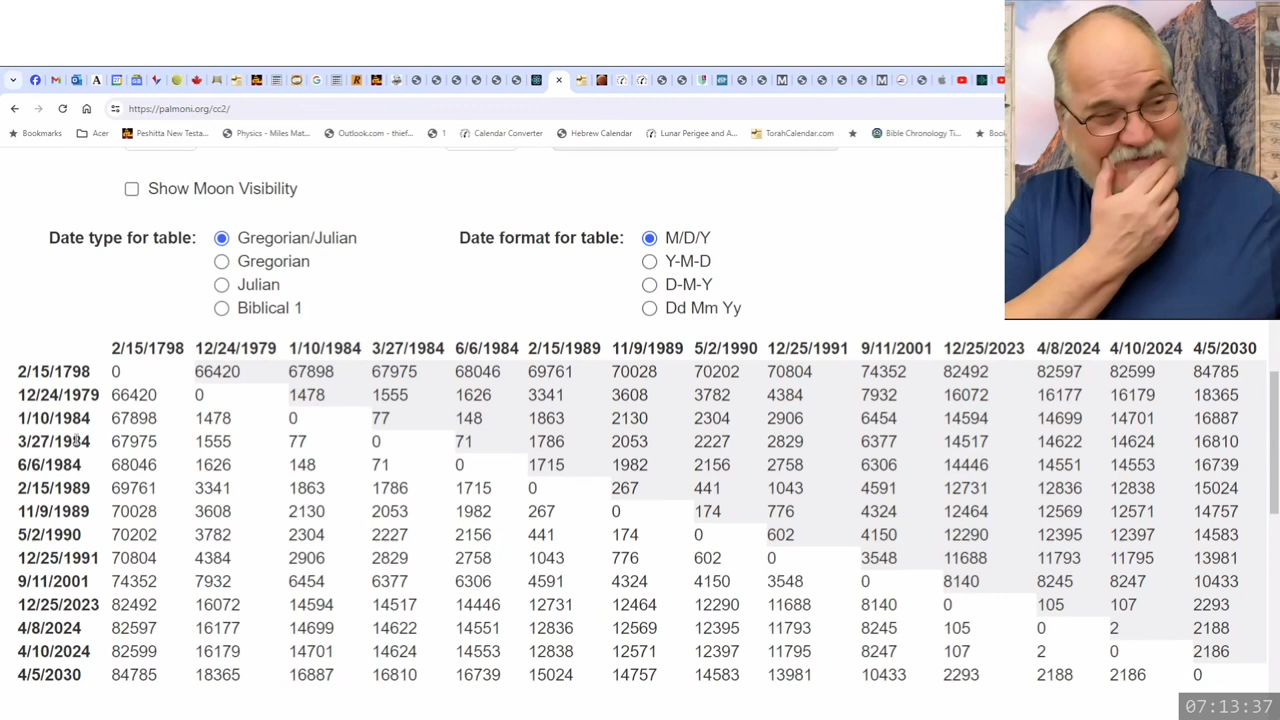 https://palmoni.org/cc2/
Bookmarks Acer Peshitta New Testa... Physics - Miles Mat... Outlook.com - thief... 1 Calendar Converter Hebrew Calendar Lunar Perigee and A... TorahCalendar.com Bible Chronology Ti... Boo
Show Moon Visibility
Date type for table: Gregorian/Julian Date format for table: M/D/Y
Gregorian Y-M-D
Julian D-M-Y
Biblical 1 Dd Mm Yy
2/15/1798 12/24/1979 1/10/1984 3/27/1984 6/6/1984 2/15/1989 11/9/1989 5/2/1990 12/25/1991 9/11/2001 12/25/2023 4/8/2024 4/10/2024 4/5/2030
2/15/1798 0 66420 67898 67975 68046 69761 70028 70202 70804 74352 82492 82597 82599 84785
12/24/1979 66420 0 1478 1555 1626 3341 3608 3782 4384 7932 16072 16177 16179 18365
1/10/1984 67898 1478 0 77 148 1863 2130 2304 2906 6454 14594 14699 14701 16887
3/27/1984 67975 1555 77 0 71 1786 2053 2227 2829 6377 14517 14622 14624 16810
6/6/1984 68046 1626 148 71 0 1715 1982 2156 2758 6306 14446 14551 14553 16739
2/15/1989 69761 3341 1863 1786 1715 0 267 441 1043 4591 12731 12836 12838 15024
11/9/1989 70028 3608 2130 2053 1982 267 0 174 776 4324 12464 12569 12571 14757
5/2/1990 70202 3782 2304 2227 2156 441 174 0 602 4150 12290 12395 12397 14583
12/25/1991 70804 4384 2906 2829 2758 1043 776 602 0 3548 11688 11793 11795 13981
9/11/2001 74352 7932 6454 6377 6306 4591 4324 4150 3548 0 8140 8245 8247 10433
12/25/2023 82492 16072 14594 14517 14446 12731 12464 12290 11688 8140 0 105 107 2293
4/8/2024 82597 16177 14699 14622 14551 12836 12569 12395 11793 8245 105 0 2 2188
4/10/2024 82599 16179 14701 14624 14553 12838 12571 12397 11795 8247 107 2 0 2186
4/5/2030 84785 18365 16887 16810 16739 15024 14757 14583 13981 10433 2293 2188 2186 0
07:13:37